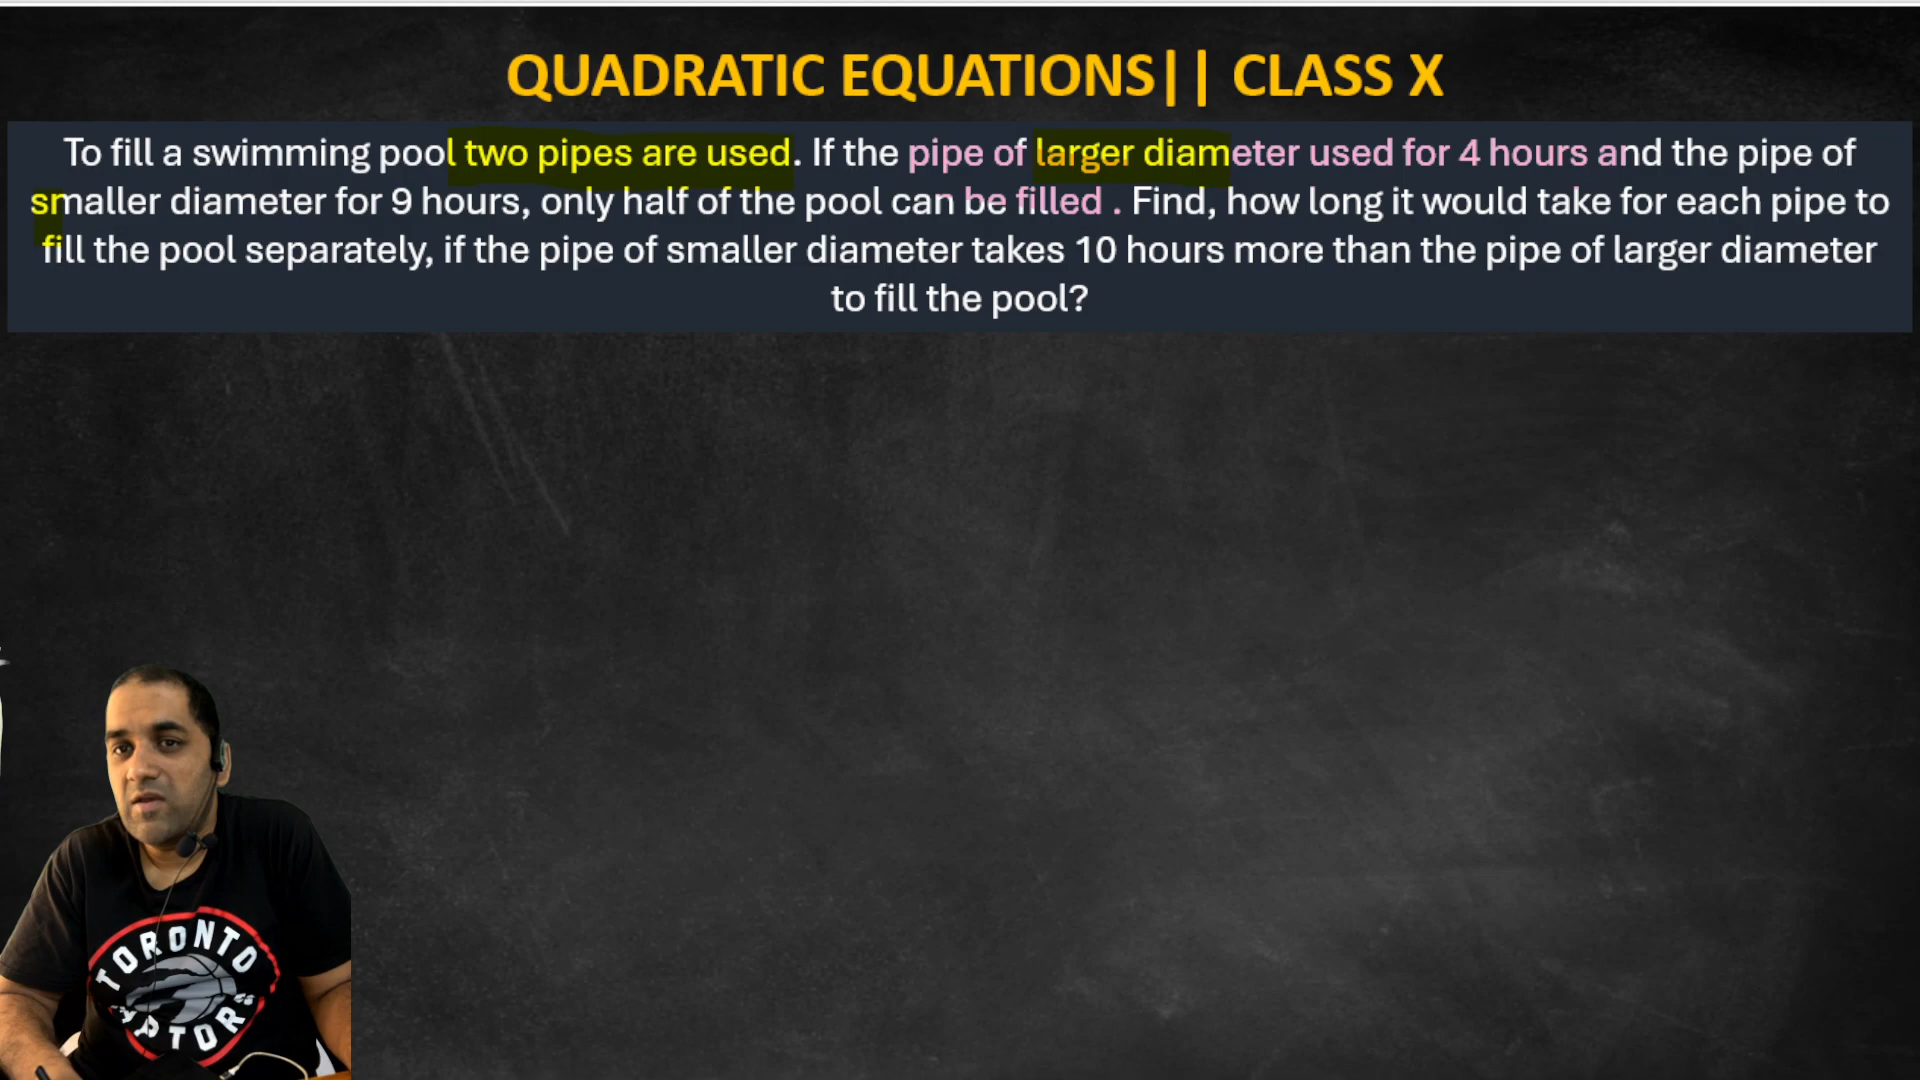 QUADRATIC EQUATIONS|| CLASS X
To fill a swimming pool two pipes are used. If the pipe of larger diameter used for 4 hours and the pipe of
smaller diameter for 9 hours, only half of the pool can be filled . Find, how long it would take for each pipe to
fill the pool separately, if the pipe of smaller diameter takes 10 hours more than the pipe of larger diameter
to fill the pool?
TORONTO
RAPTORS